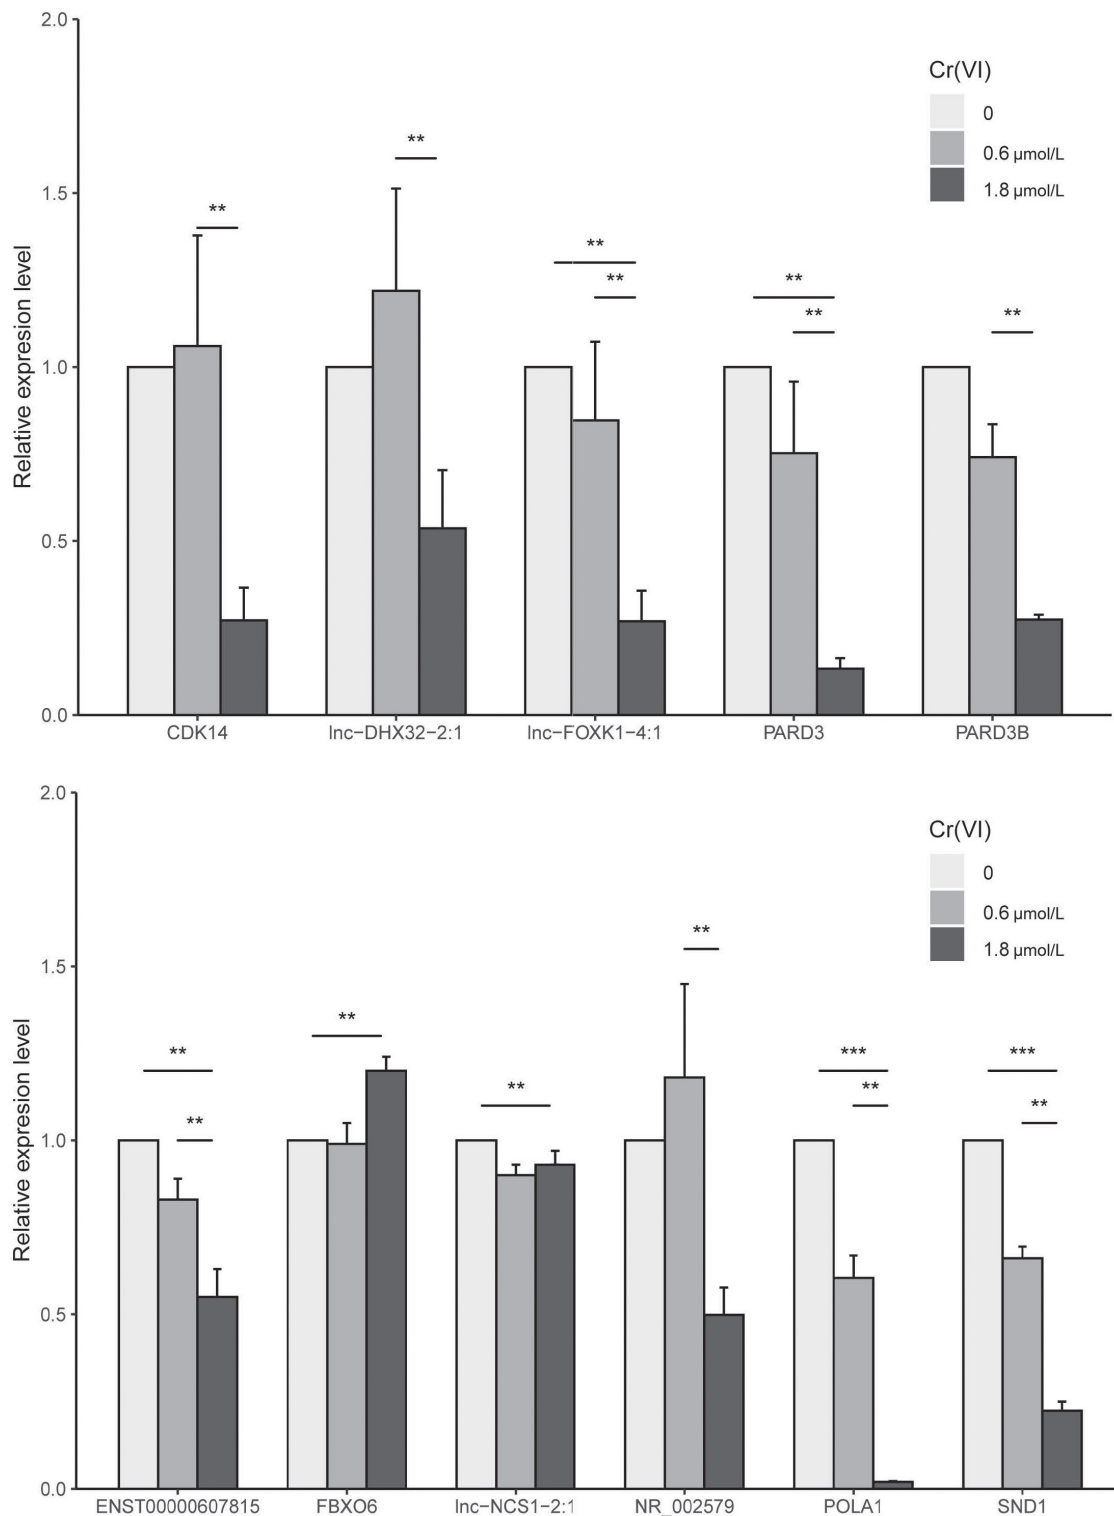 2.0
Cr(VI)
0
0.6 μmol/L
1.8 μmol/L
**
1.5
**
**
**
**
**
**
1.0
Relative expresion level
0.5
0.0
CDK14
lnc-DHX32-2:1
lnc-FOXK1-4:1
PARD3
PARD3B
2.0
Cr(VI)
0
0.6 μmol/L
1.8 μmol/L
**
1.5
**
**
***
***
**
**
**
**
1.0
Relative expresion level
0.5
0.0
ENST00000607815
FBXO6
lnc-NCS1-2:1
NR_002579
POLA1
SND1